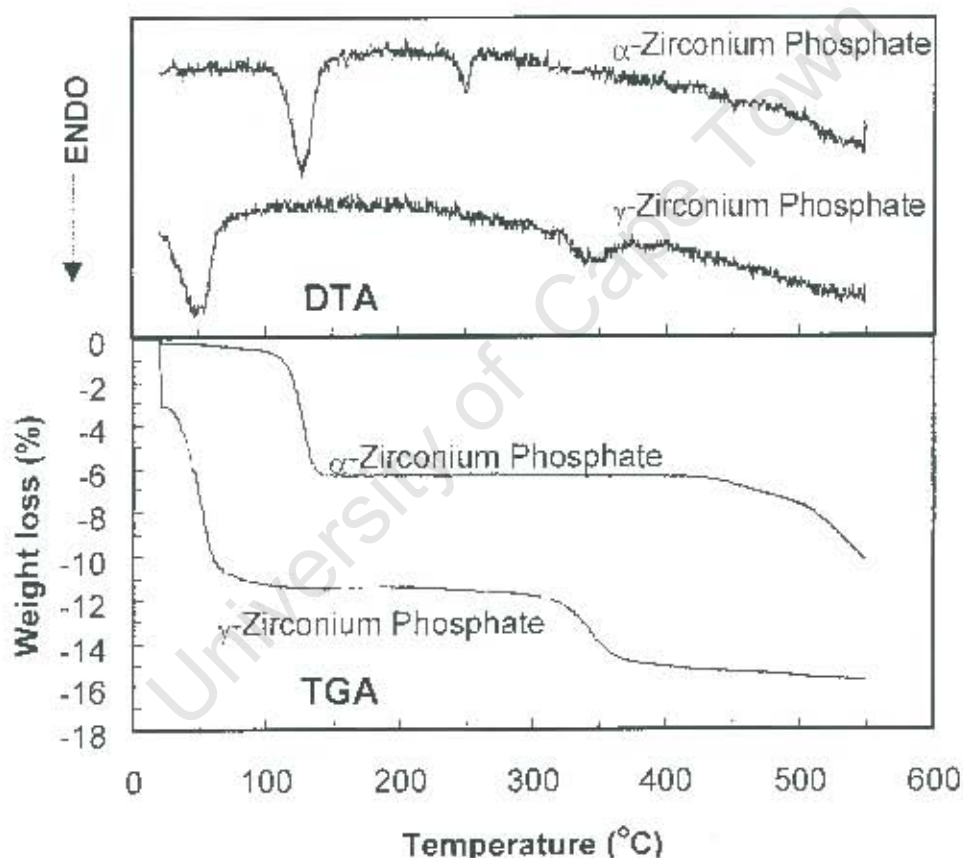 α-Zirconium Phosphate
ENDO
γ-Zirconium Phosphate
DTA
0
-2
-4
α-Zirconium Phosphate
-6
-8
-10
-12
γ-Zirconium Phosphate
-14
-16
TGA
-18
Weight loss (%)
0 100 200 300 400 500 600
Temperature (°C)
University of Cape Town